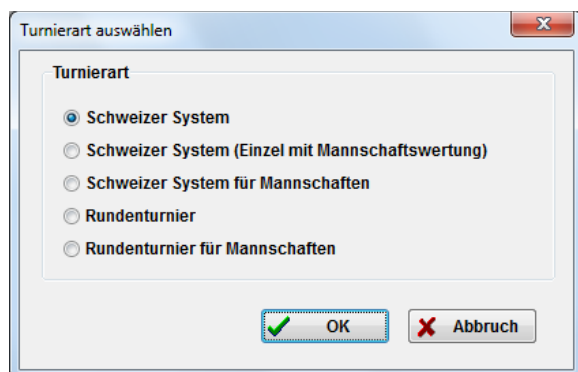 Turnierart auswählen
Turnierart
Schweizer System
Schweizer System (Einzel mit Mannschaftswertung)
Schweizer System für Mannschaften
Rundenturnier
Rundenturnier für Mannschaften
OK Abbruch